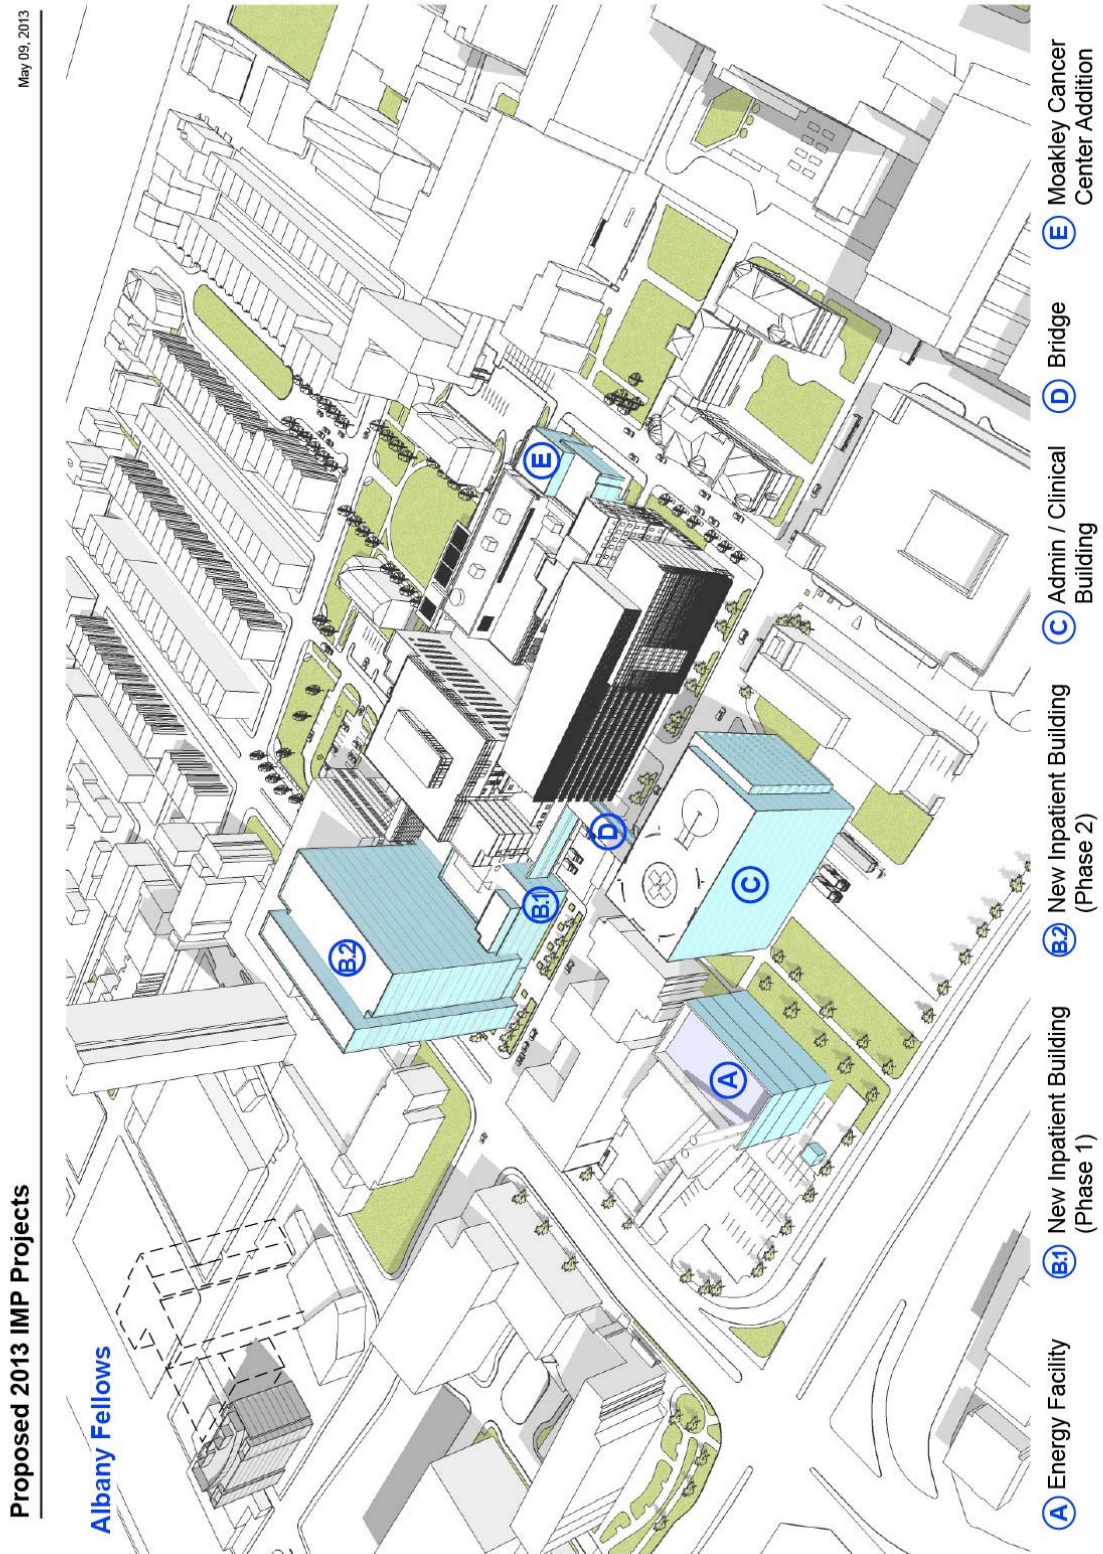 Proposed 2013 IMP Projects
May 09, 2013
Albany Fellows
E
B.2
B.1
D
C
A
A Energy Facility
B.1 New Inpatient Building
(Phase 1)
B.2 New Inpatient Building
(Phase 2)
C Admin / Clinical
Building
D Bridge
E Moakley Cancer
Center Addition